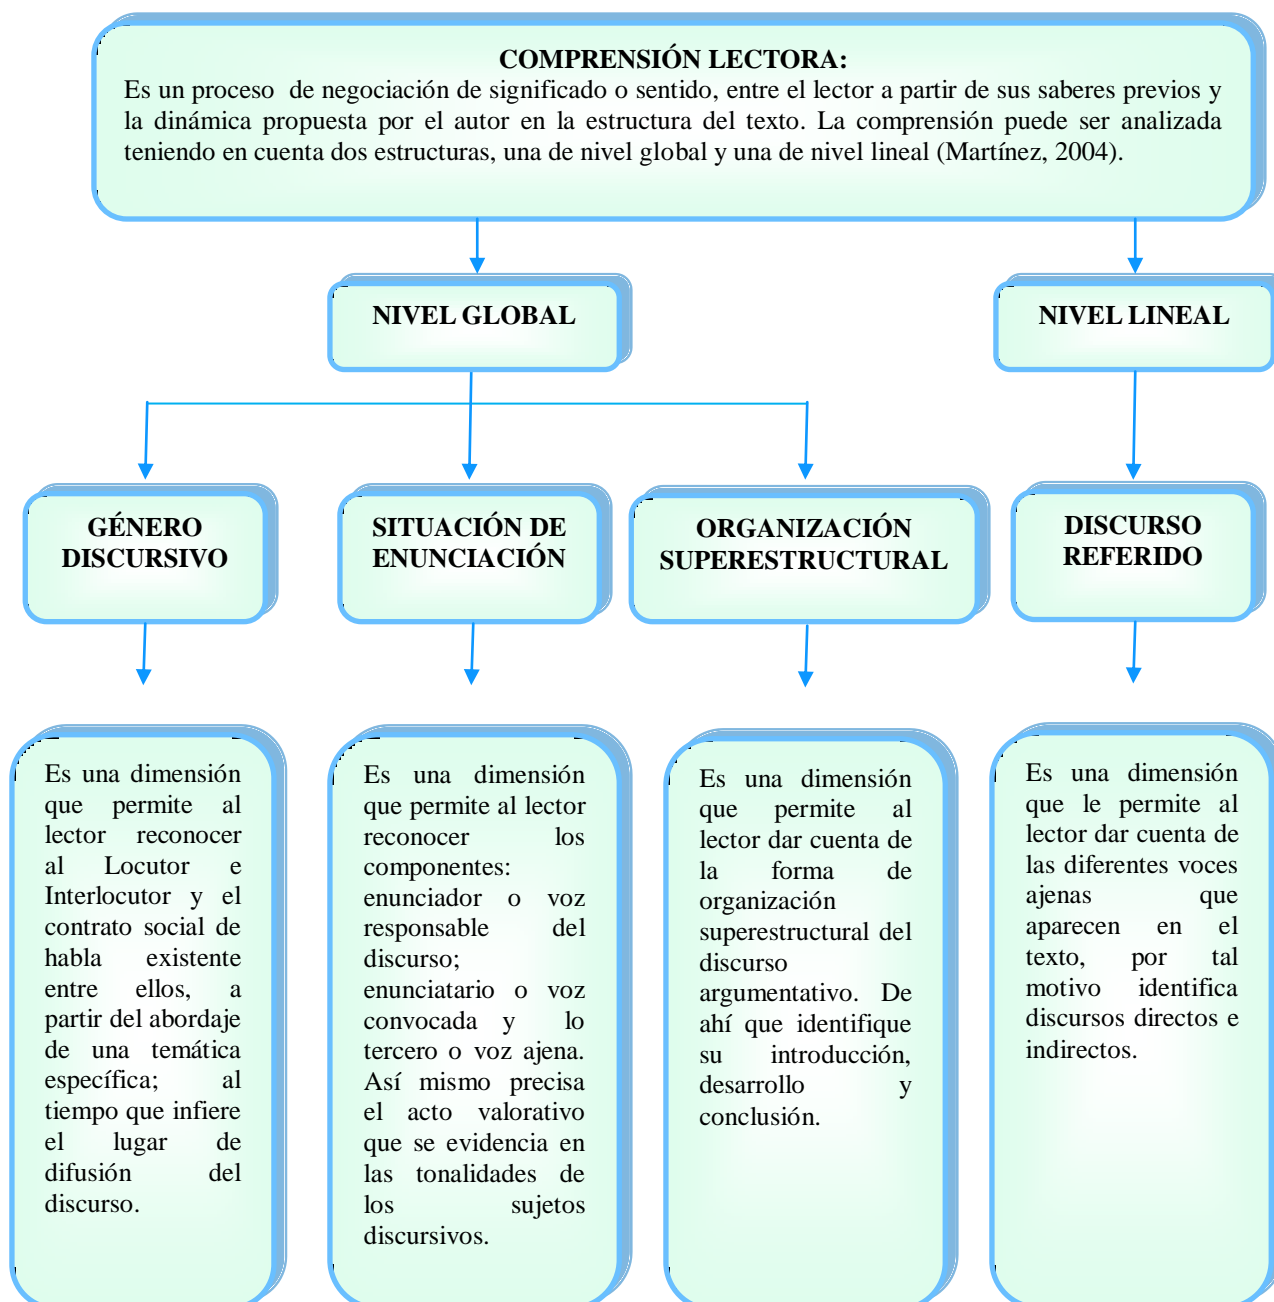 COMPRENSIÓN LECTORA:
Es un proceso de negociación de significado o sentido, entre el lector a partir de sus saberes previos y
la dinámica propuesta por el autor en la estructura del texto. La comprensión puede ser analizada
teniendo en cuenta dos estructuras, una de nivel global y una de nivel lineal (Martínez, 2004).
NIVEL GLOBAL
NIVEL LINEAL
GÉNERO
DISCURSIVO
SITUACIÓN DE
ENUNCIACIÓN
ORGANIZACIÓN
SUPERESTRUCTURAL
DISCURSO
REFERIDO
Es una dimensión
que permite al
lector reconocer
al Locutor e
Interlocutor y el
contrato social de
habla existente
entre ellos, a
partir del abordaje
de una temática
específica; al
tiempo que infiere
el lugar de
difusión del
discurso.
Es una dimensión
que permite al lector
reconocer los
componentes:
enunciador o voz
responsable del
discurso;
enunciatario o voz
convocada y lo
tercero o voz ajena.
Así mismo precisa
el acto valorativo
que se evidencia en
las tonalidades de
los sujetos
discursivos.
Es una dimensión
que permite al
lector dar cuenta de
la forma de
organización
superestructural del
discurso
argumentativo. De
ahí que identifique
su introducción,
desarrollo y
conclusión.
Es una dimensión
que le permite al
lector dar cuenta de
las diferentes voces
ajenas que
aparecen en el
texto, por tal
motivo identifica
discursos directos e
indirectos.